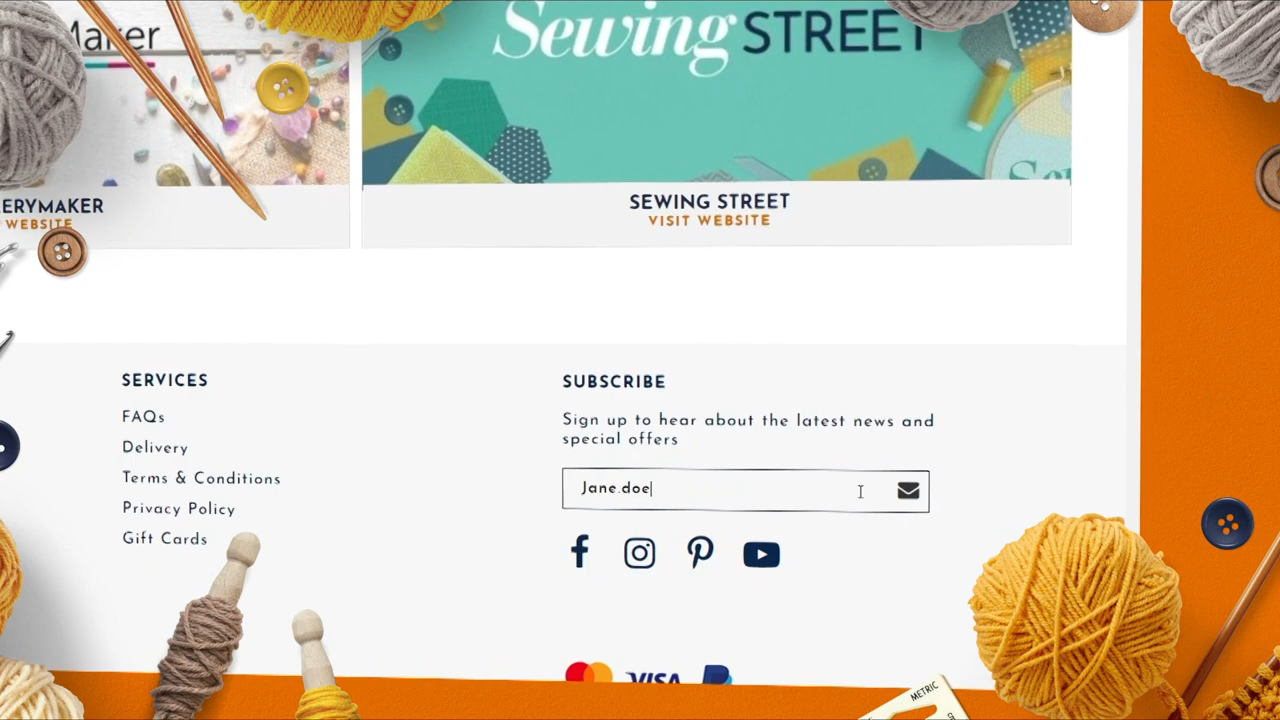 Maker
Sewing STREET
ERYMAKER
WEBSITE
SEWING STREET
VISIT WEBSITE
SERVICES
FAQs
Delivery
Terms & Conditions
Privacy Policy
Gift Cards
SUBSCRIBE
Sign up to hear about the latest news and
special offers
Jane.doe
VISA
METRIC